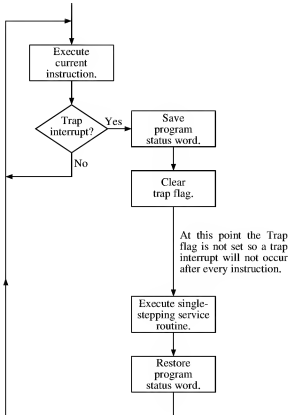 Execute
current
instruction.
Trap
interrupt?
Yes
No
Save
program
status word.
Clear
trap flag.
At this point the Trap
flag is not set so a trap
interrupt will not occur
after every instruction.
Execute single-
stepping service
routine.
Restore
program
status word.